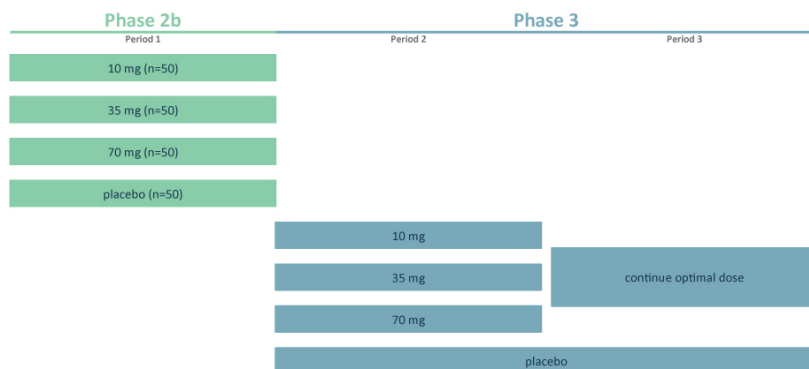 Phase 2b
Phase 3
Period 1
Period 2
Period 3
10 mg (n=50)
35 mg (n=50)
70 mg (n=50)
placebo (n=50)
10 mg
35 mg
continue optimal dose
70 mg
placebo